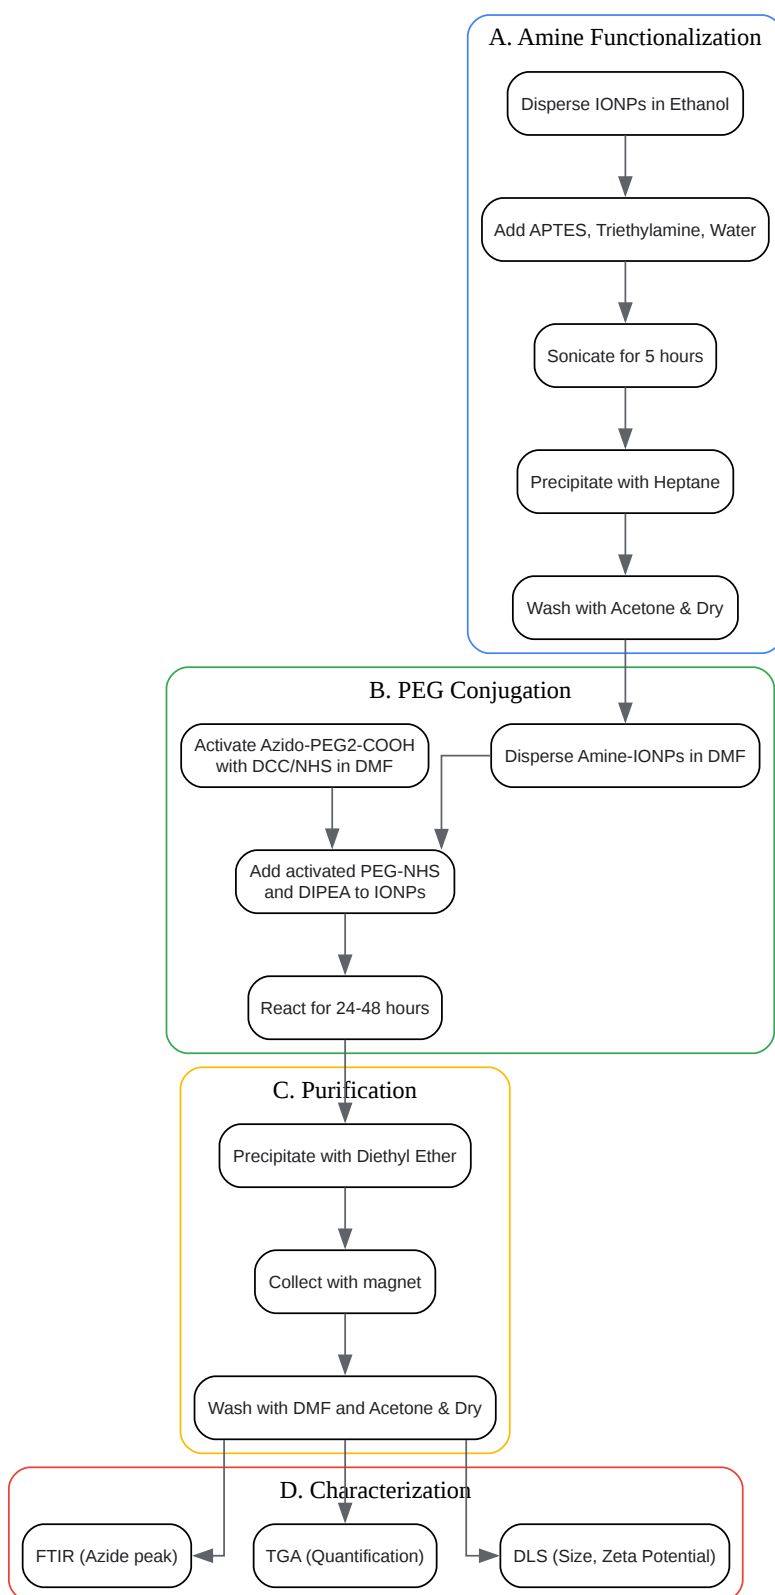 A. Amine Functionalization
Disperse IONPs in Ethanol
Add APTES, Triethylamine, Water
Sonicate for 5 hours
Precipitate with Heptane
Wash with Acetone & Dry
B. PEG Conjugation
Activate Azido-PEG2-COOH
with DCC/NHS in DMF
Disperse Amine-IONPs in DMF
Add activated PEG-NHS
and DIPEA to IONPs
React for 24-48 hours
C. Purification
Precipitate with Diethyl Ether
Collect with magnet
Wash with DMF and Acetone & Dry
D. Characterization
FTIR (Azide peak)
TGA (Quantification)
DLS (Size, Zeta Potential)